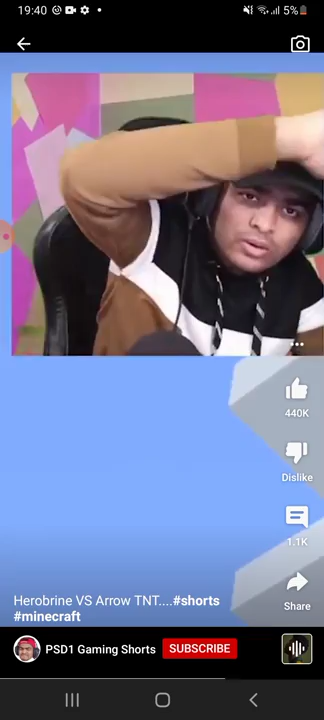 19:40
5%
440K
Dislike
1.1K
Share
Herobrine VS Arrow TNT....#shorts
#minecraft
PSD1 Gaming Shorts SUBSCRIBE